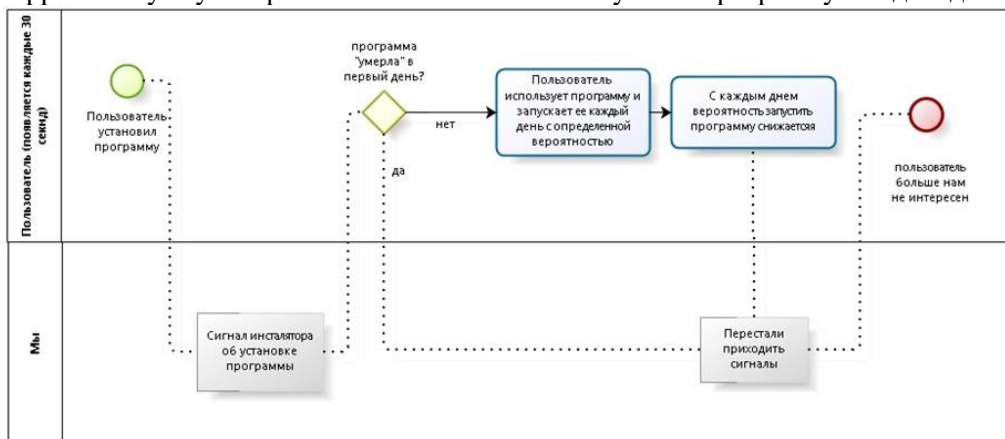 Пользователь (появляется каждые 30
секнд)
Пользователь
установил
программу
программа
"умерла" в
первый день?
нет
да
Пользователь
использует программу и
запускает ее каждый
день с определенной
вероятностью
С каждым днем
вероятность запустить
программу снижаетсяя
пользователь
больше нам
не интересен
Мы
Сигнал инсталятора
об установке
программы
Перестали
приходить
сигналы